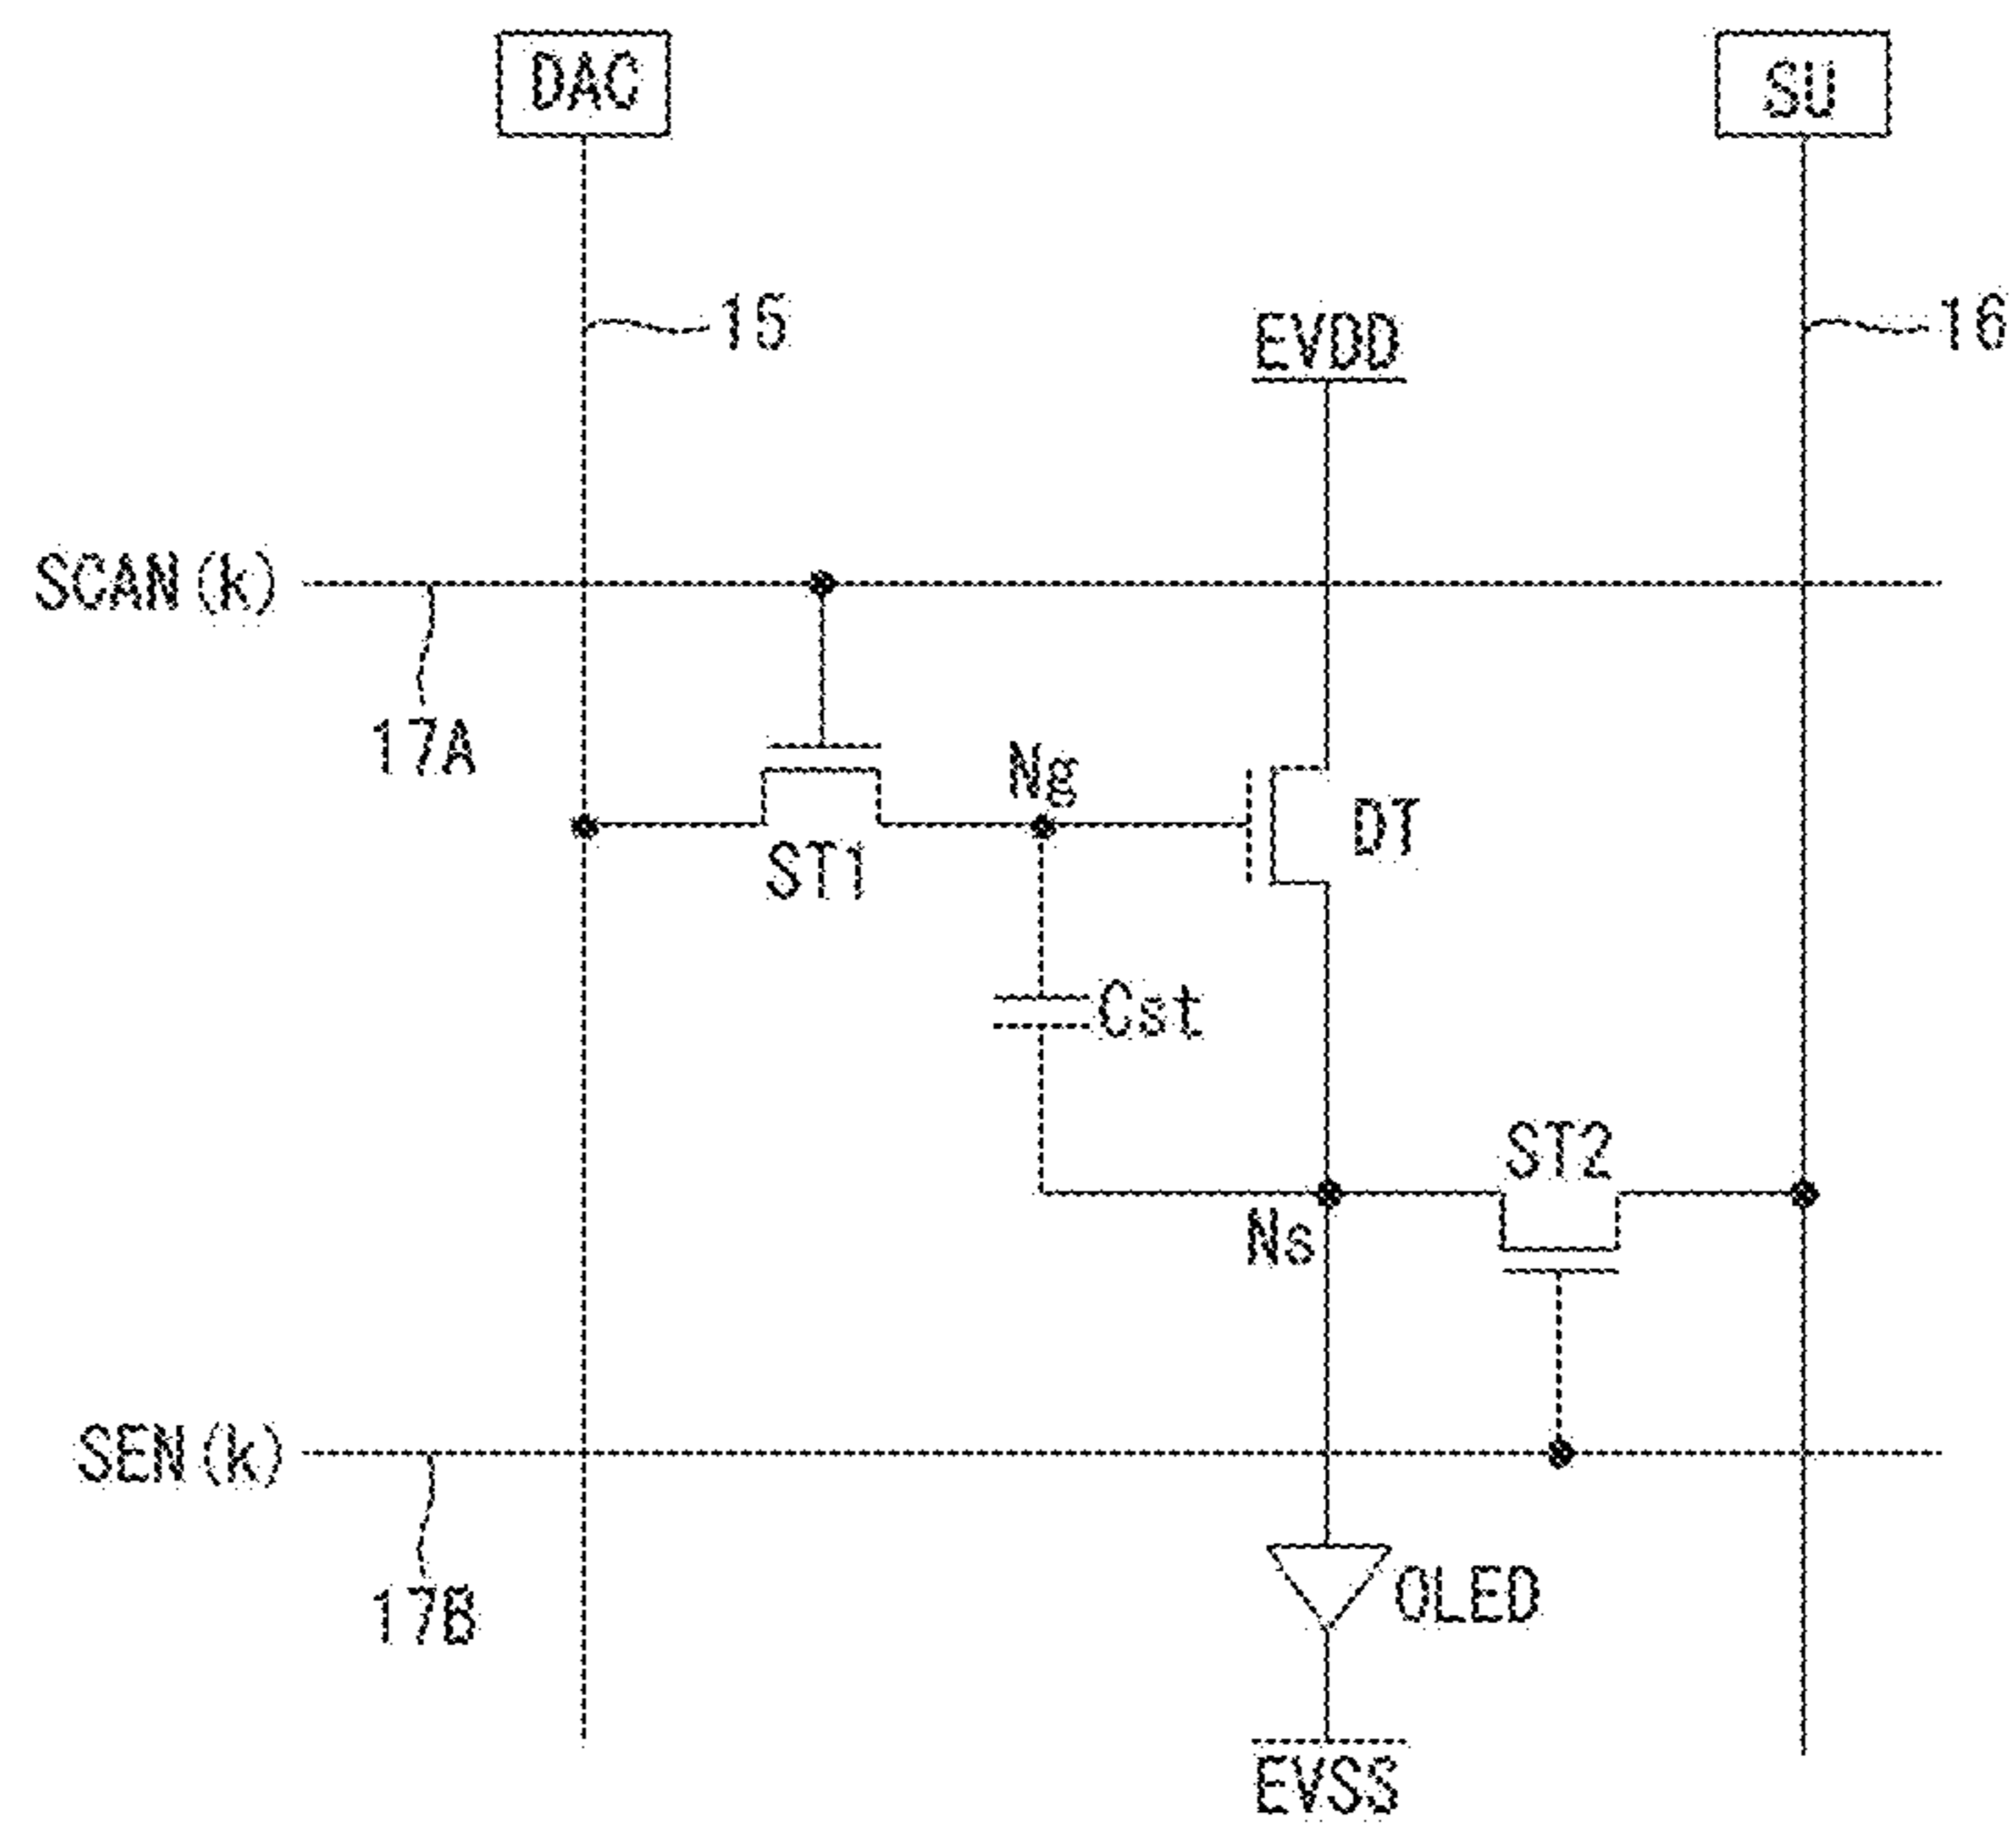 DAC
SU
15
16
EVDD
SCAN(k)
17A
Ng
DT
ST1
Cst
ST2
Ns
SEN(k)
17B
OLED
EVSS